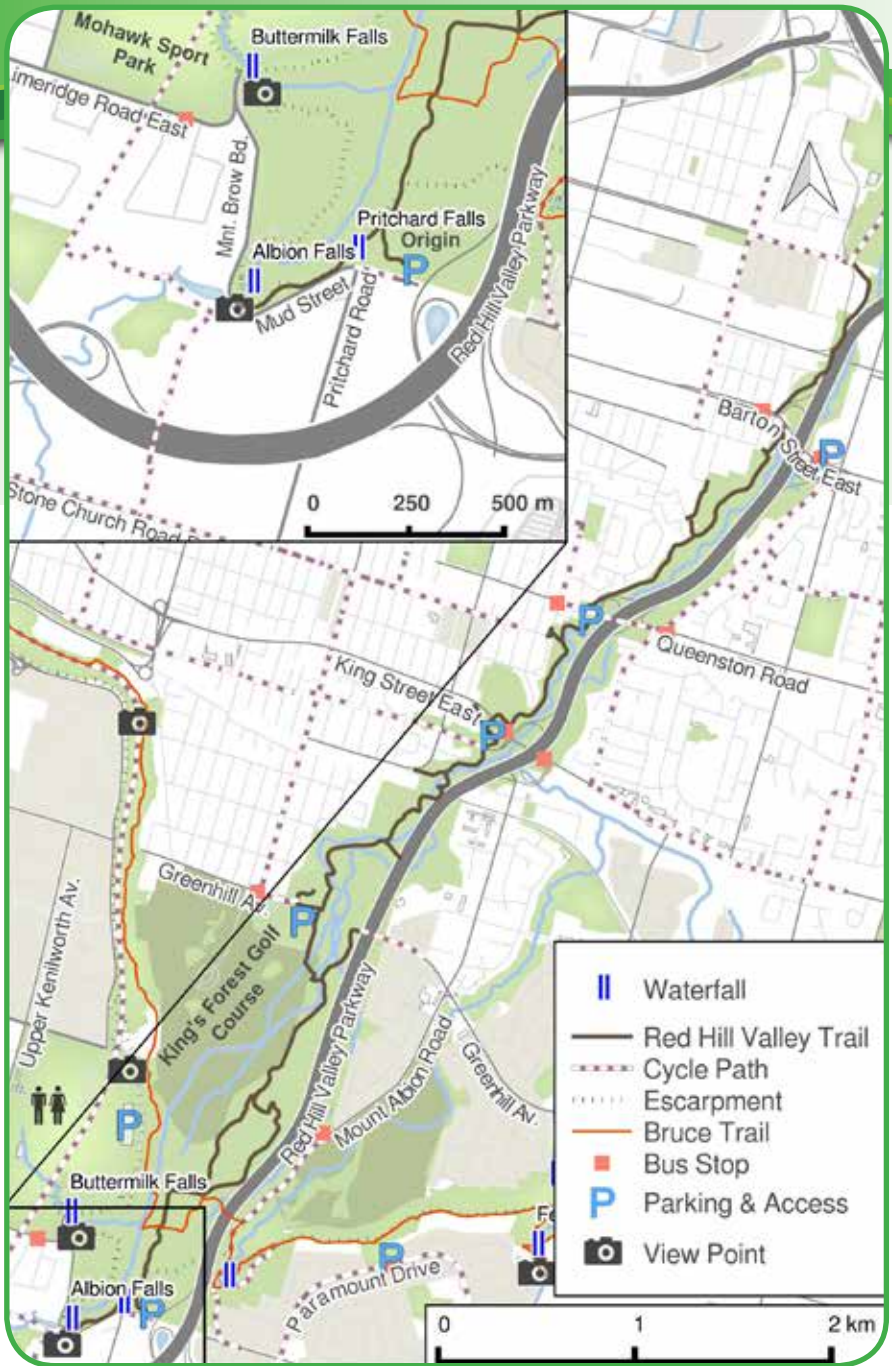 Mohawk Sport
Park
Buttermilk Falls
Limeridge Road East
Mnt. Brow Bd.
Pritchard Falls
Origin
P
Albion Falls
Mud Street
Pritchard Road
Red Hill Valley Parkway
0 250 500 m
Stone Church Road
Barton Street East
P
P
Queenston Road
King Street East
P
Greenhill Av.
P
King's Forest Golf
Course
Upper Kenilworth Av.
Red Hill Valley Parkway
Mount Albion Road
Greenhill Av.
P
Buttermilk Falls
Albion Falls
P
P
Paramount Drive
Fe
Waterfall
Red Hill Valley Trail
Cycle Path
Escarpment
Bruce Trail
Bus Stop
P Parking & Access
View Point
0 1 2 km